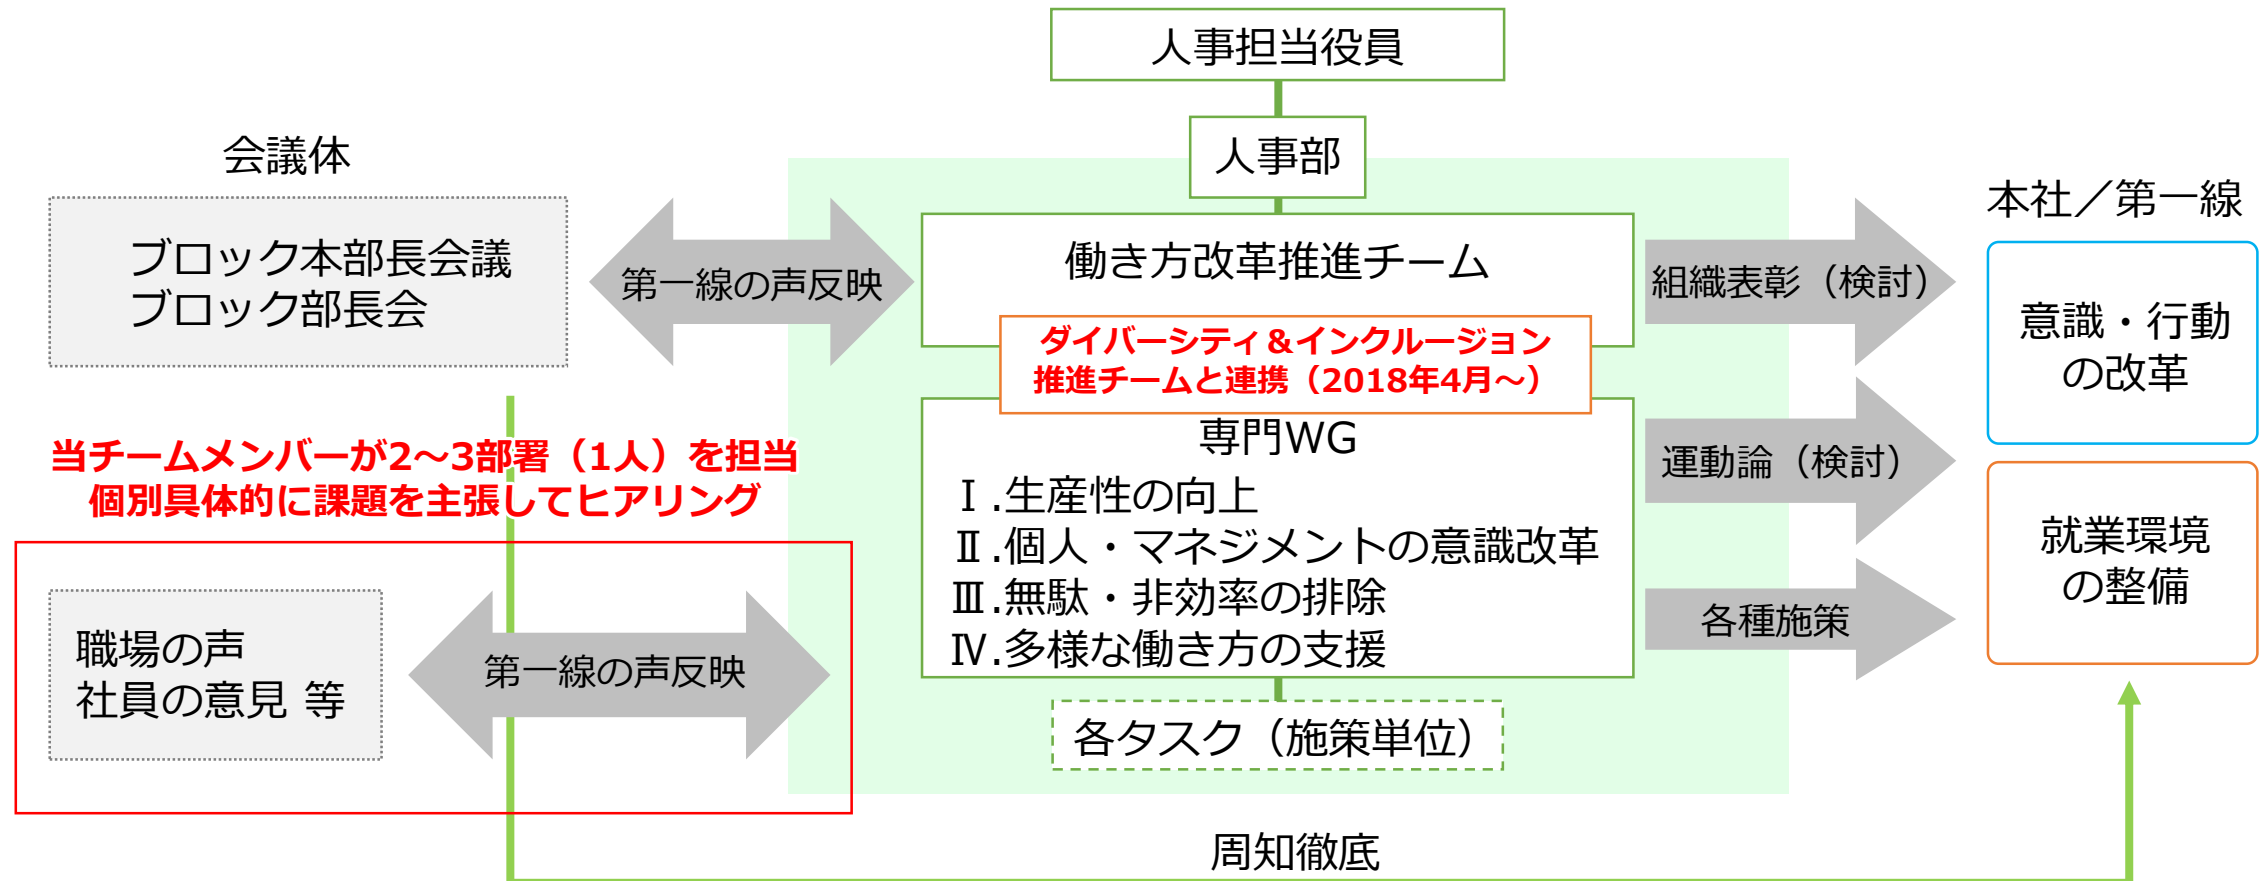 人事担当役員
人事部
会議体
ブロック本部長会議
ブロック部長会
第一線の声反映
働き方改革推進チーム
ダイバーシティ＆インクルージョン
推進チームと連携（2018年4月～）
専門WG
Ⅰ.生産性の向上
Ⅱ.個人・マネジメントの意識改革
Ⅲ.無駄・非効率の排除
Ⅳ.多様な働き方の支援
各タスク（施策単位）
当チームメンバーが2～3部署（1人）を担当
個別具体的に課題を主張してヒアリング
職場の声
社員の意見 等
第一線の声反映
組織表彰（検討）
運動論（検討）
各種施策
本社／第一線
意識・行動
の改革
就業環境
の整備
周知徹底